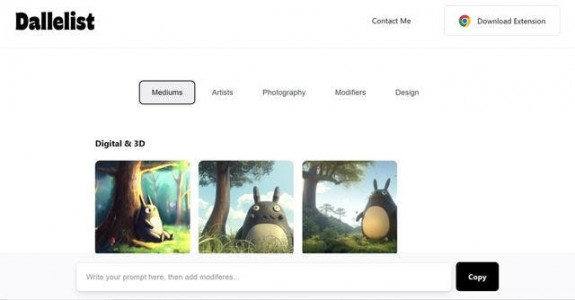 Dallelist
Contact Me
Download Extension
Mediums Artists Photography Modifiers Design
Digital & 3D
Write your prompt here, then add modiferes...
Copy